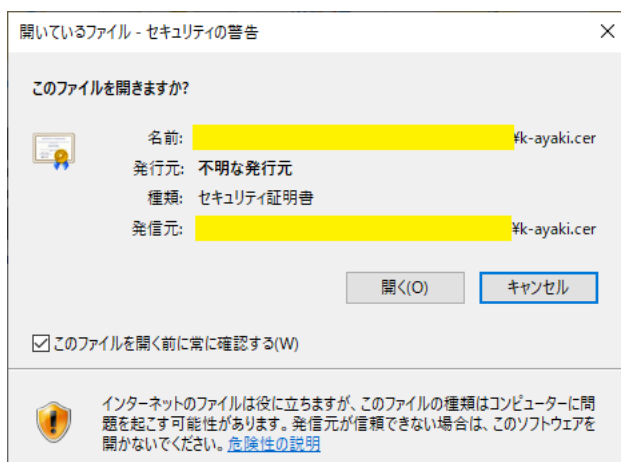 開いているファイル - セキュリティの警告
このファイルを開きますか?
名前: ¥k-ayaki.cer
発行元: 不明な発行元
種類: セキュリティ証明書
発信元: ¥k-ayaki.cer
開く(O)
キャンセル
このファイルを開く前に常に確認する(W)
インターネットのファイルは役に立ちますが、このファイルの種類はコンピューターに問
題を起こす可能性があります。発信元が信頼できない場合は、このソフトウェアを
開かないでください。危険性の説明